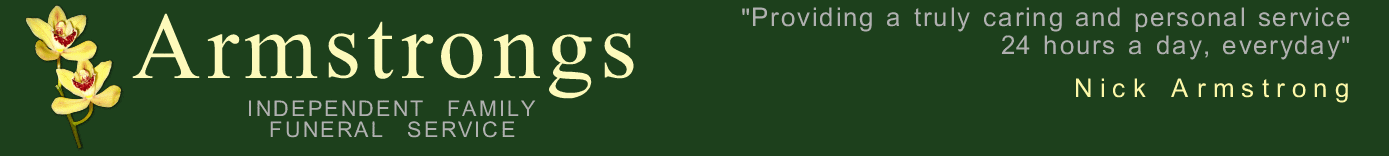 Armstrongs
INDEPENDENT FAMILY
FUNERAL SERVICE
"Providing a truly caring and personal service
24 hours a day, everyday"
Nick Armstrong